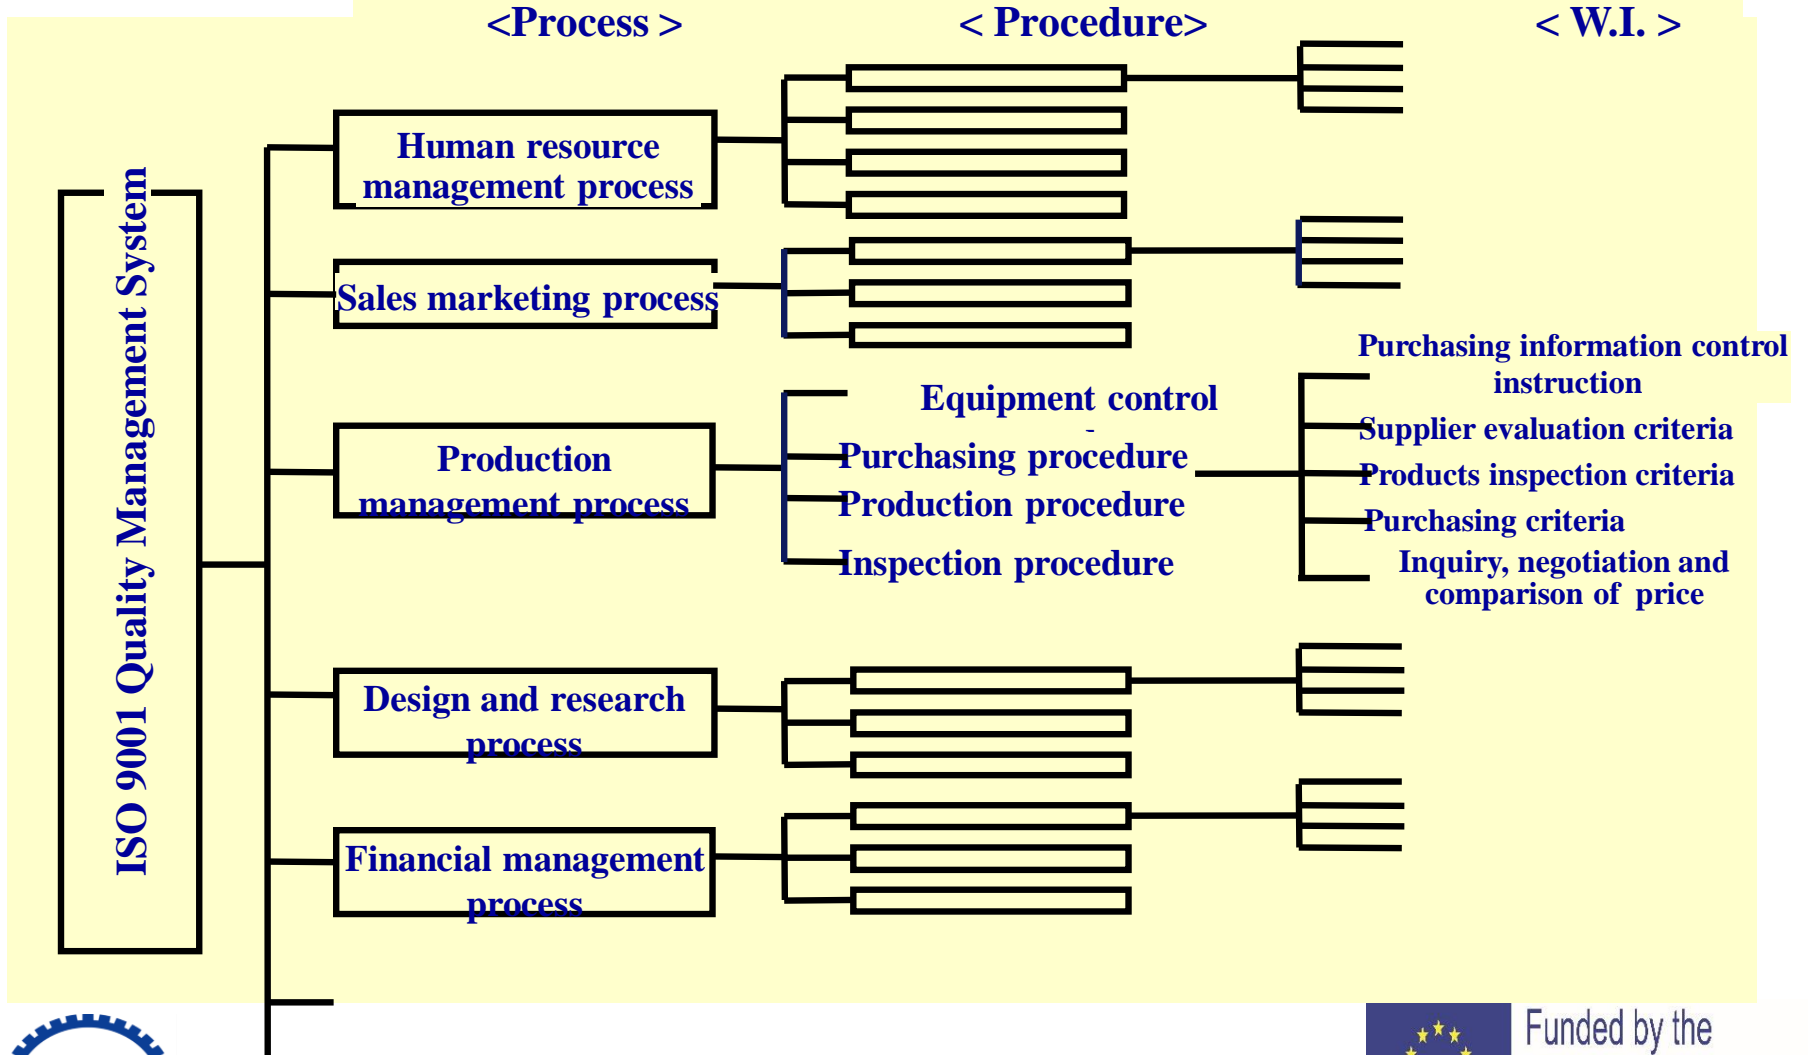 <Process >
< Procedure>
< W.I. >
ISO 9001 Quality Management System
Human resource
management process
Sales marketing process
Production
management process
Design and research
process
Financial management
process
Equipment control
Purchasing procedure
Production procedure
Inspection procedure
Purchasing information control
instruction
Supplier evaluation criteria
Products inspection criteria
Purchasing criteria
Inquiry, negotiation and
comparison of price
Funded by the